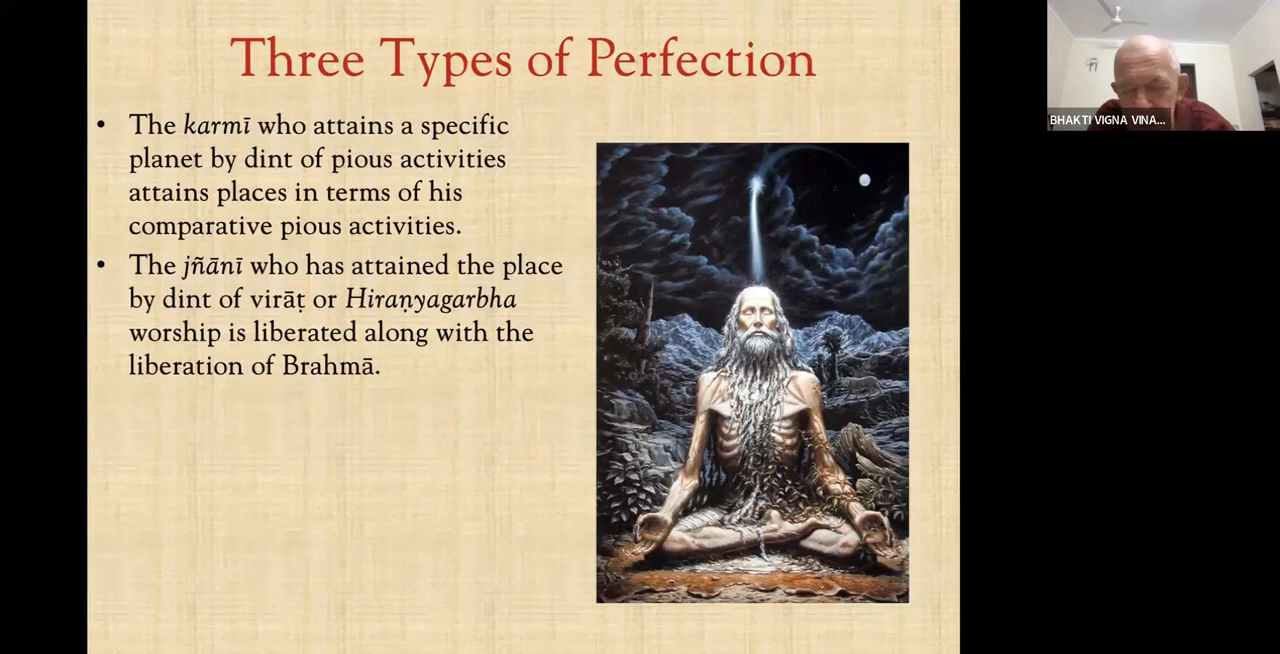 Three Types of Perfection
• The karmī who attains a specific
planet by dint of pious activities
attains places in terms of his
comparative pious activities.
• The jñānī who has attained the place
by dint of virāṭ or Hiraṇyagarbha
worship is liberated along with the
liberation of Brahmā.
BHAKTI VIGNA VINA...